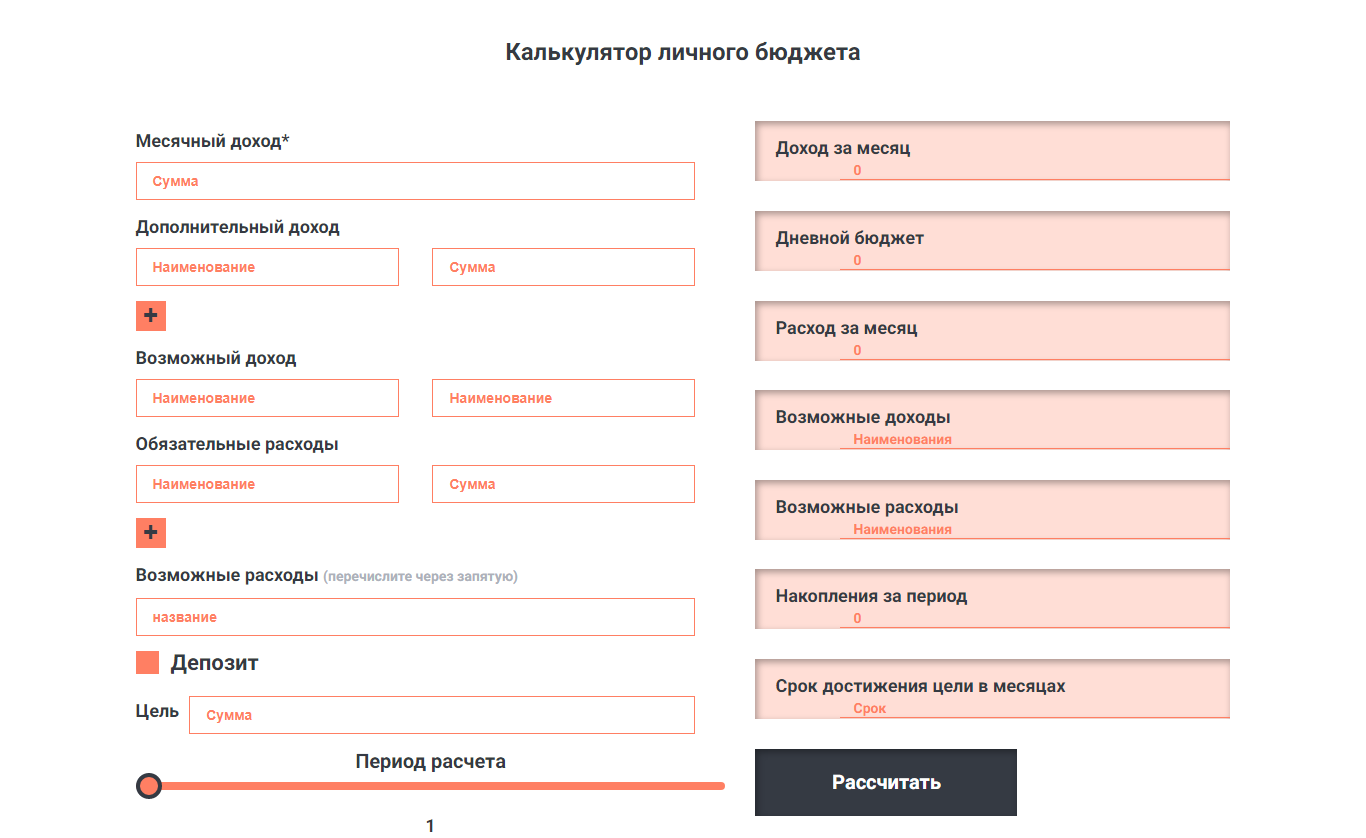 Калькулятор личного бюджета
Месячный доход*
Сумма
Дополнительный доход
Наименование Сумма
+
Возможный доход
Наименование Наименование
Обязательные расходы
Наименование Сумма
+
Возможные расходы (перечислите через запятую)
название
Депозит
Цель Сумма
Период расчета
1
Доход за месяц
0
Дневной бюджет
0
Расход за месяц
0
Возможные доходы
Наименования
Возможные расходы
Наименования
Накопления за период
0
Срок достижения цели в месяцах
Срок
Рассчитать